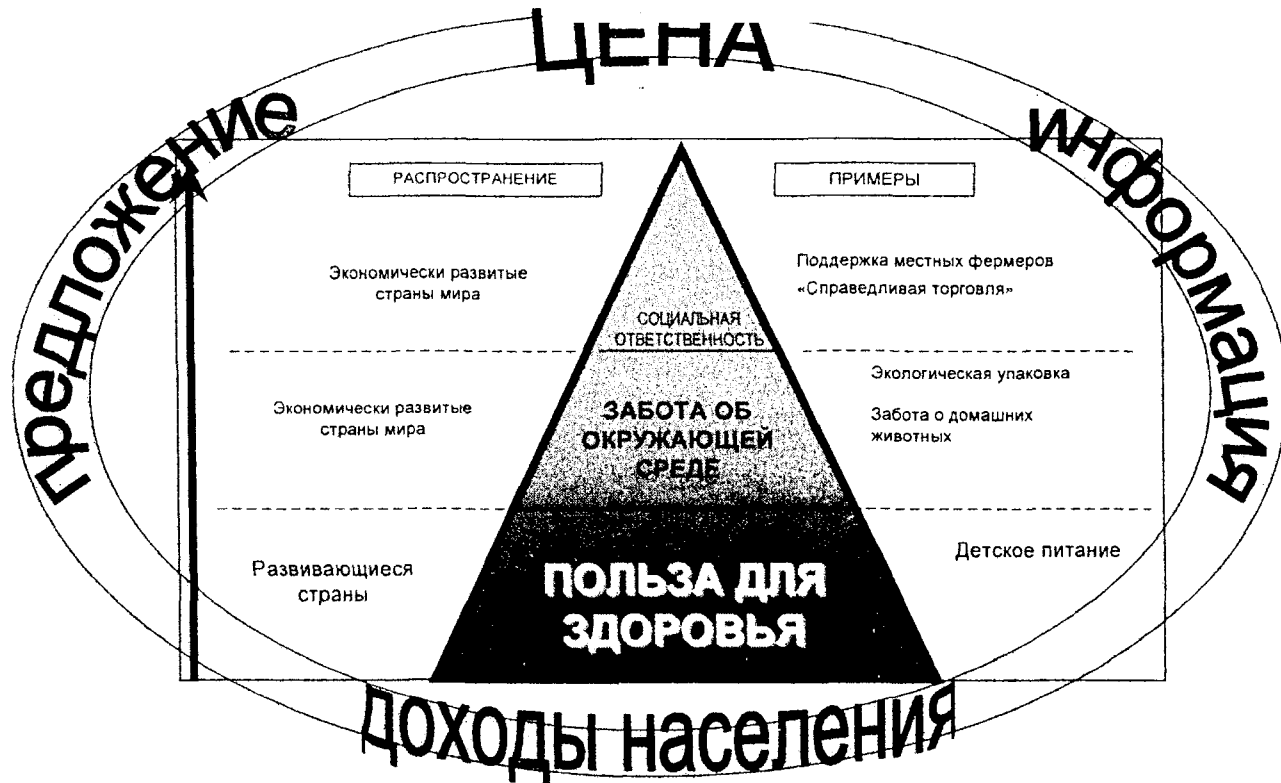 ЦЕНА
предложение
информация
РАСПРОСТРАНЕНИЕ
ПРИМЕРЫ
Экономически развитые
страны мира
СОЦИАЛЬНАЯ
ОТВЕТСТВЕННОСТЬ
Поддержка местных фермеров
«Справедливая торговля»
Экономически развитые
страны мира
ЗАБОТА ОБ
ОКРУЖАЮЩЕЙ
СРЕДЕ
Экологическая упаковка
Забота о домашних
животных
Развивающиеся
страны
ПОЛЬЗА ДЛЯ
ЗДОРОВЬЯ
Детское питание
доходы населения